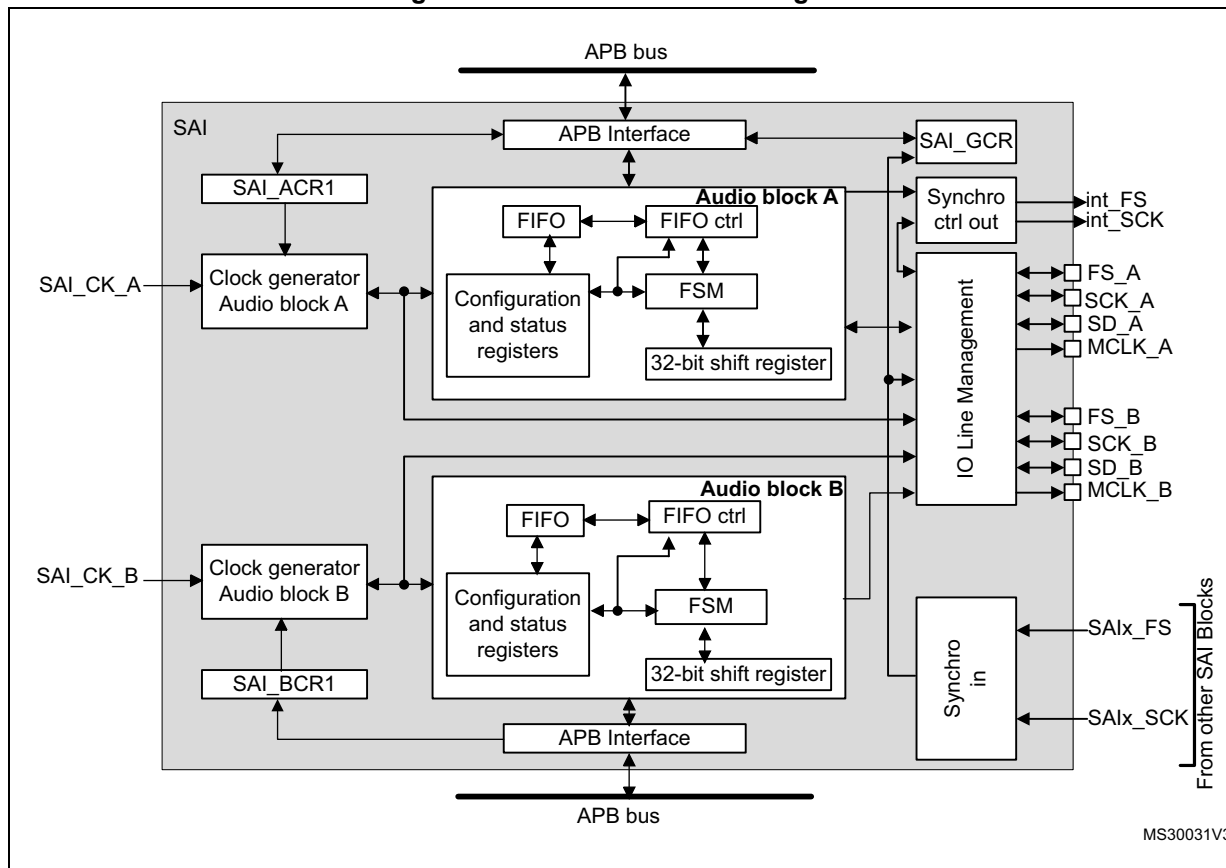 APB bus
SAI
APB Interface
SAI_GCR
SAI_ACR1
Audio block A
Synchro
ctrl out
int_FS
int_SCK
FIFO
FIFO ctrl
SAI_CK_A
Clock generator
Audio block A
Configuration
and status
registers
FSM
32-bit shift register
IO Line Management
FS_A
SCK_A
SD_A
MCLK_A
FS_B
SCK_B
SD_B
MCLK_B
Audio block B
FIFO
FIFO ctrl
SAI_CK_B
Clock generator
Audio block B
Configuration
and status
registers
FSM
32-bit shift register
SAI_BCR1
APB Interface
Synchro
in
SAIx_FS
SAIx_SCK
From other SAI Blocks
APB bus
MS30031V3